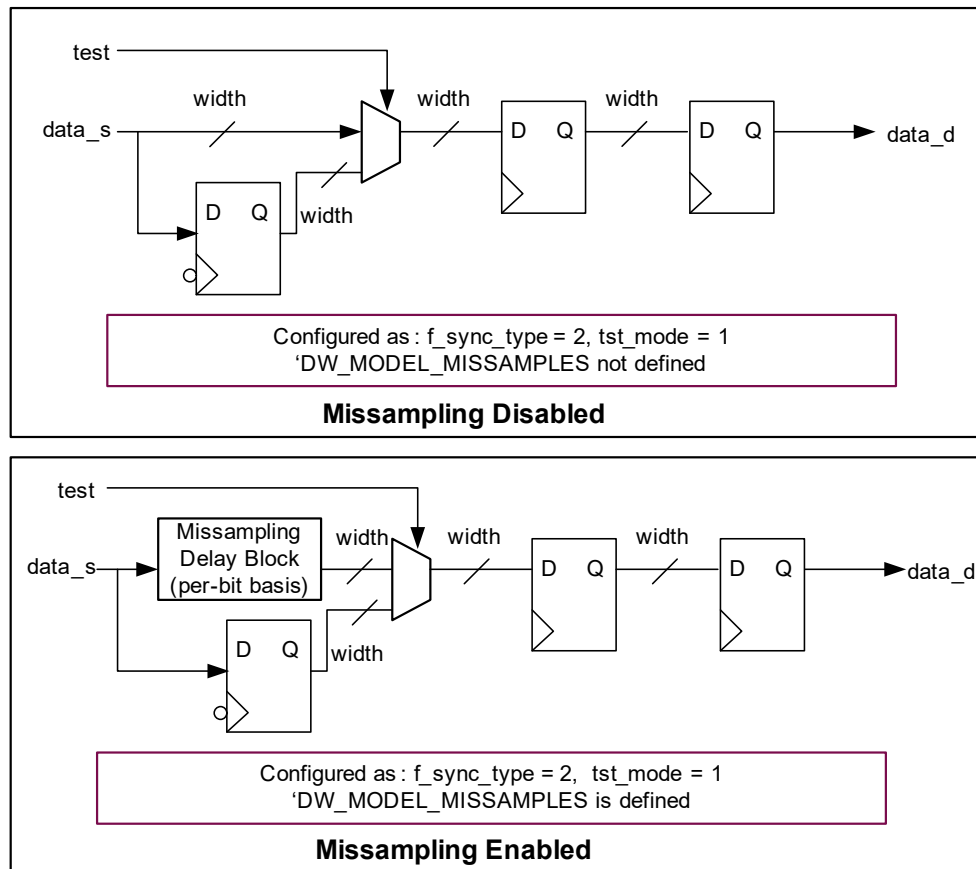 test
width
width
width
data_s
D Q
D Q
data_d
D Q
width
Configured as: f_sync_type = 2, tst_mode = 1
‘DW_MODEL_MISSAMPLES not defined
Missampling Disabled
test
Missampling
Delay Block
(per-bit basis)
width
width
width
data_s
D Q
D Q
data_d
D Q
width
Configured as: f_sync_type = 2, tst_mode = 1
‘DW_MODEL_MISSAMPLES is defined
Missampling Enabled